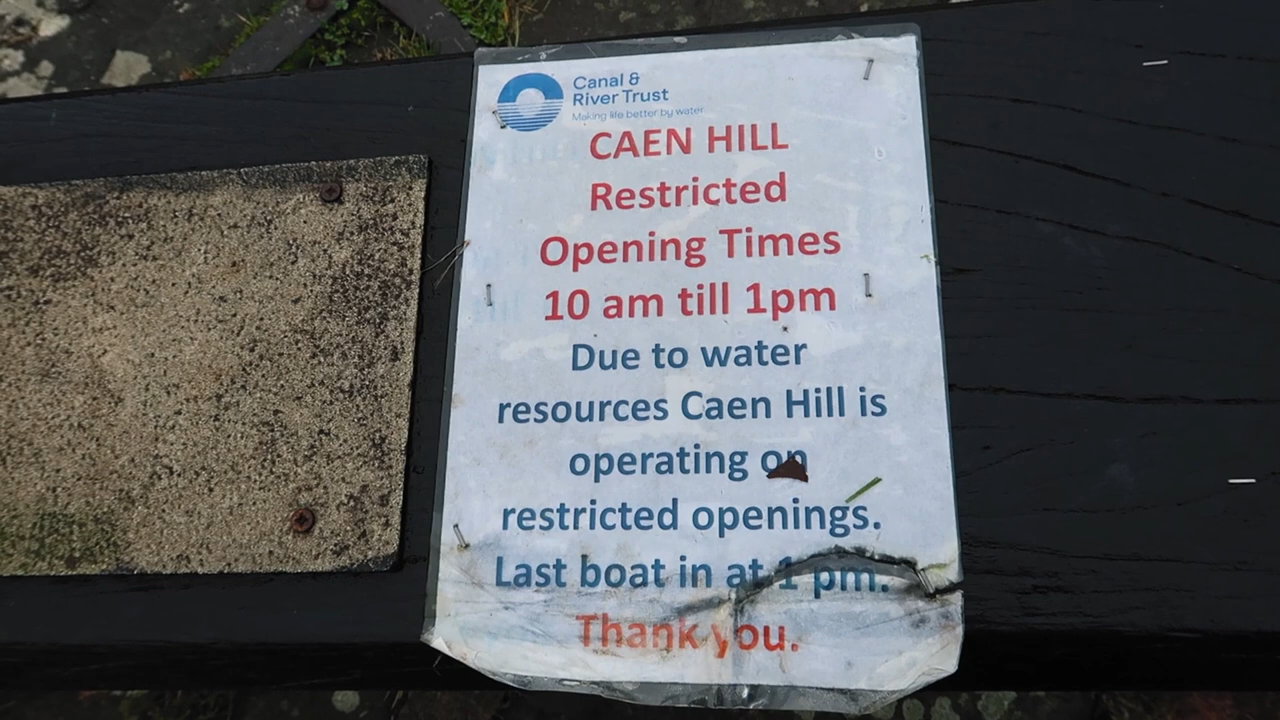 Canal &
River Trust
Making life better by water
CAEN HILL
Restricted
Opening Times
10 am till 1pm
Due to water
resources Caen Hill is
operating on
restricted openings.
Last boat in at 1 pm.
Thank you.